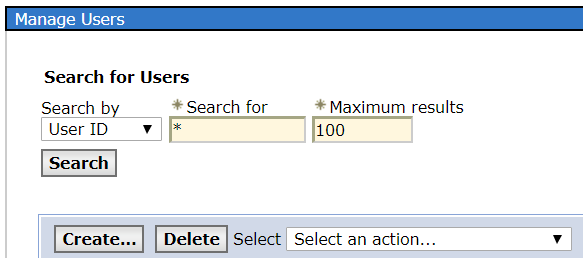 Manage Users
Search for Users
Search by
* Search for
* Maximum results
User ID ▼
*
100
Search
Create... Delete Select Select an action... ▼